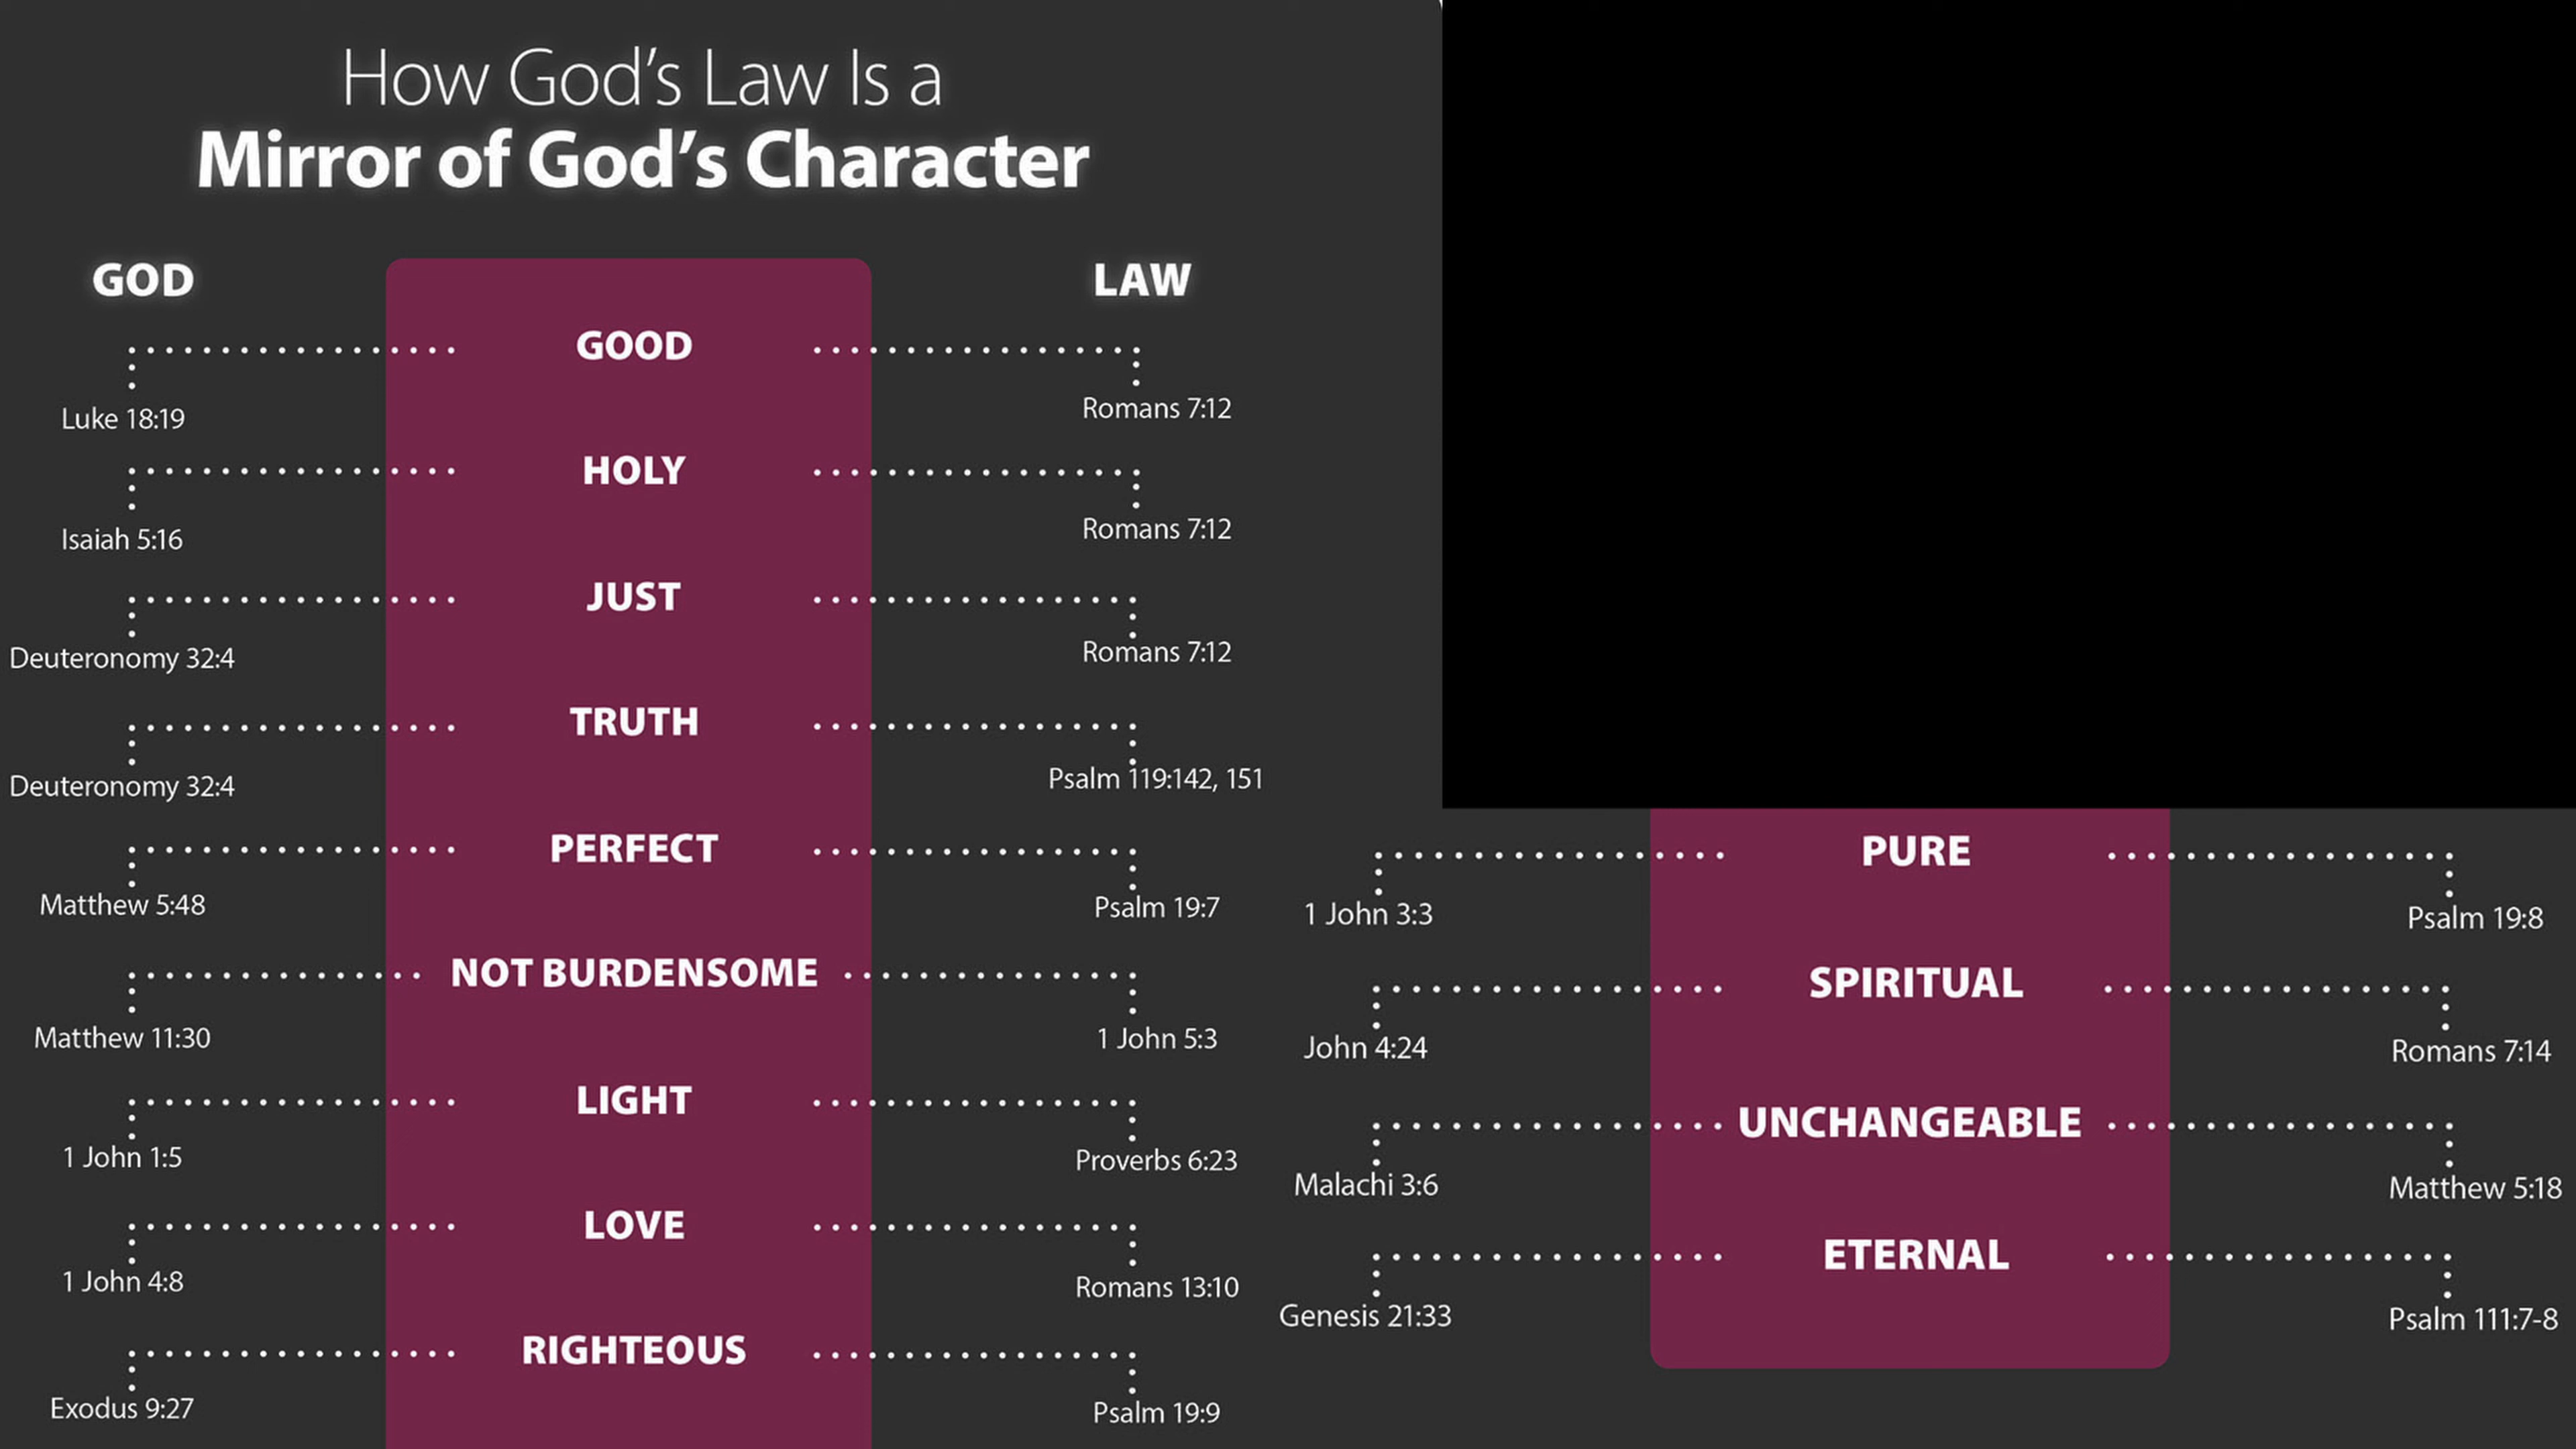 How God’s Law Is a
Mirror of God’s Character
GOD
LAW
GOOD
Luke 18:19
Romans 7:12
HOLY
Isaiah 5:16
Romans 7:12
JUST
Deuteronomy 32:4
Romans 7:12
TRUTH
Deuteronomy 32:4
Psalm 119:142, 151
PERFECT
Matthew 5:48
Psalm 19:7
NOT BURDENSOME
Matthew 11:30
1 John 5:3
LIGHT
1 John 1:5
Proverbs 6:23
LOVE
1 John 4:8
Romans 13:10
RIGHTEOUS
Exodus 9:27
Psalm 19:9
PURE
1 John 3:3
Psalm 19:8
SPIRITUAL
John 4:24
Romans 7:14
UNCHANGEABLE
Malachi 3:6
Matthew 5:18
ETERNAL
Genesis 21:33
Psalm 111:7-8